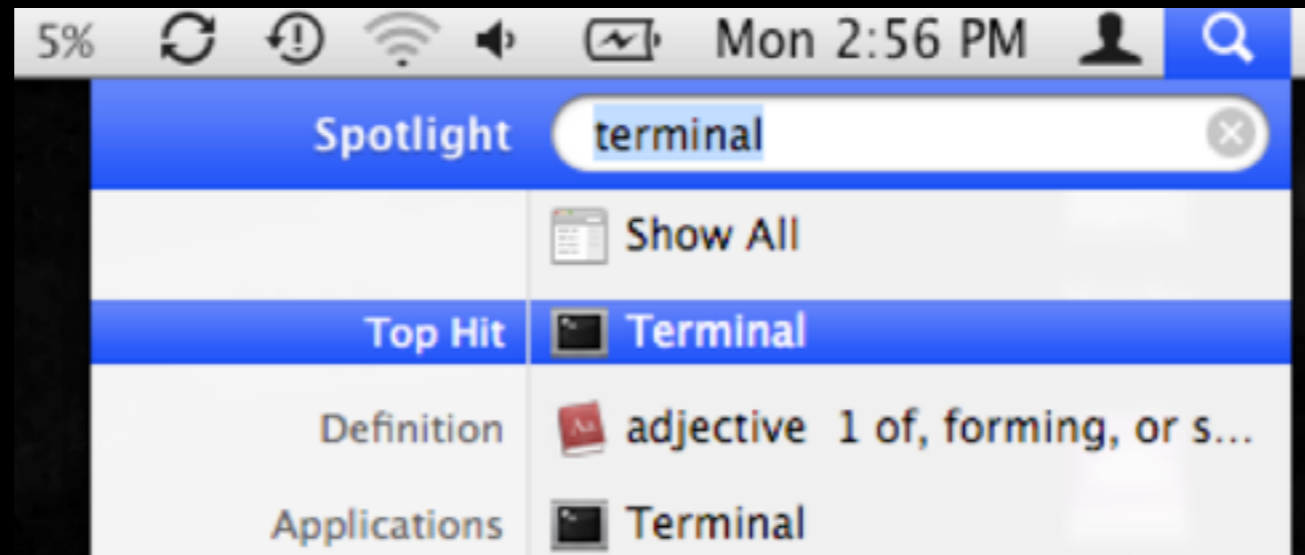 5% Mon 2:56 PM
Spotlight terminal
Show All
Top Hit Terminal
Definition adjective 1 of, forming, or s...
Applications Terminal